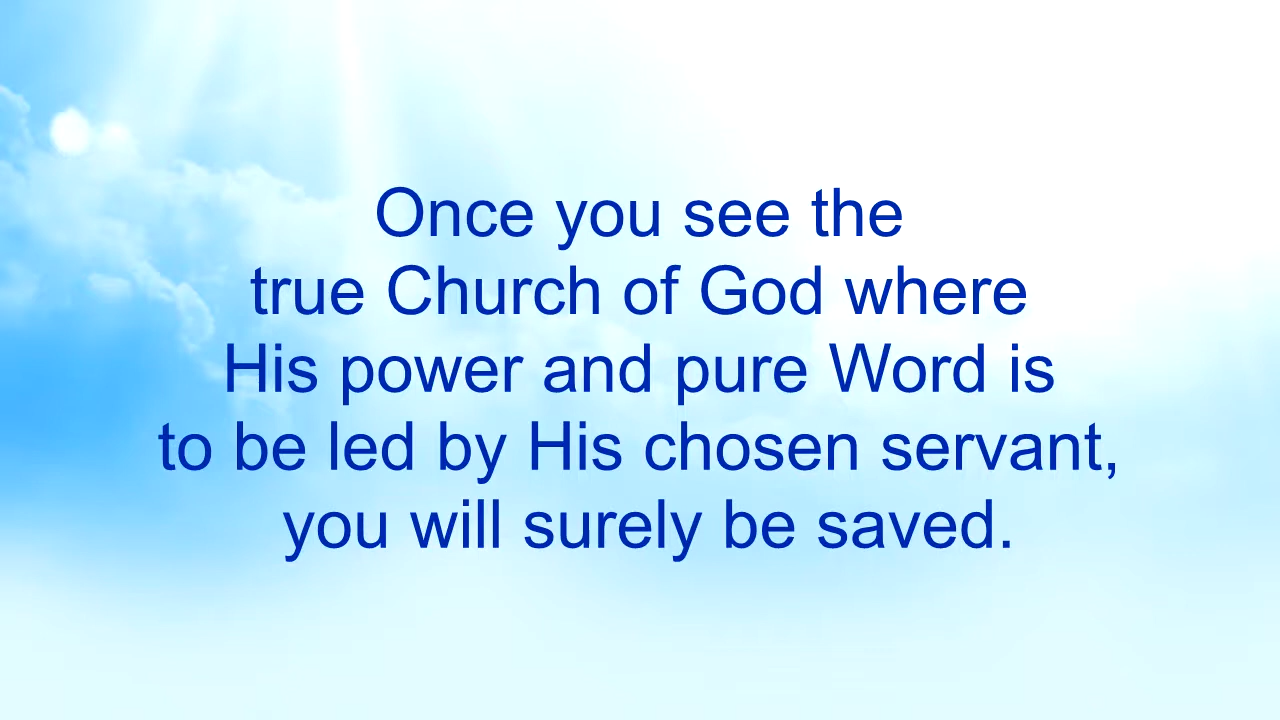 Once you see the
true Church of God where
His power and pure Word is
to be led by His chosen servant,
you will surely be saved.